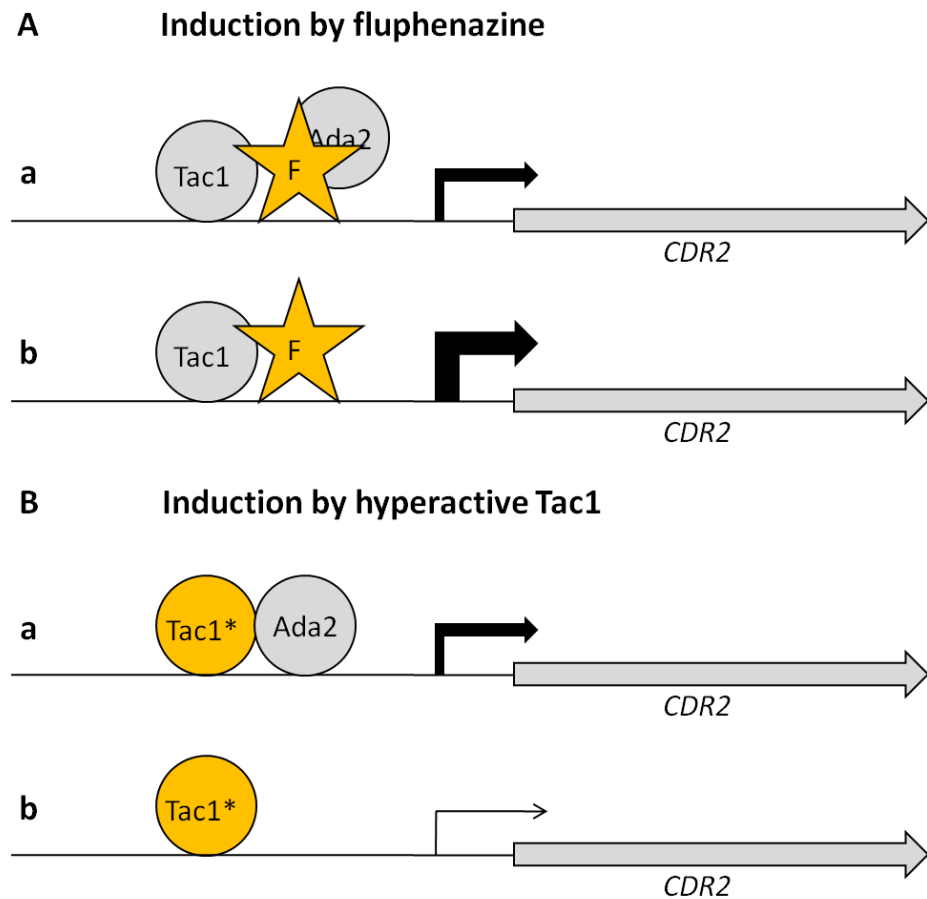 A Induction by fluphenazine
a Tac1 F Ada2
CDR2
b Tac1 F
CDR2
B Induction by hyperactive Tac1
a Tac1* Ada2
CDR2
b Tac1*
CDR2